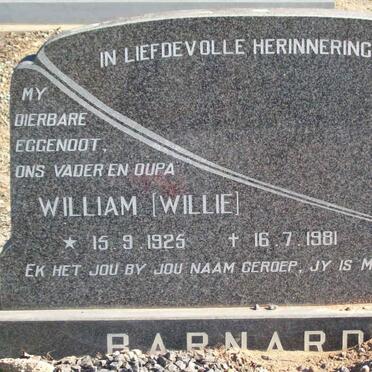 IN LIEFDEVOLLE HERINNERING
MY
DIERBARE
EGGENOOT,
ONS VADER EN OUPA
WILLIAM [WILLIE]
★ 15.9.1925 ✝ 16.7.1981
EK HET JOU BY JOU NAAM GEROEP, JY IS M
BARNARD